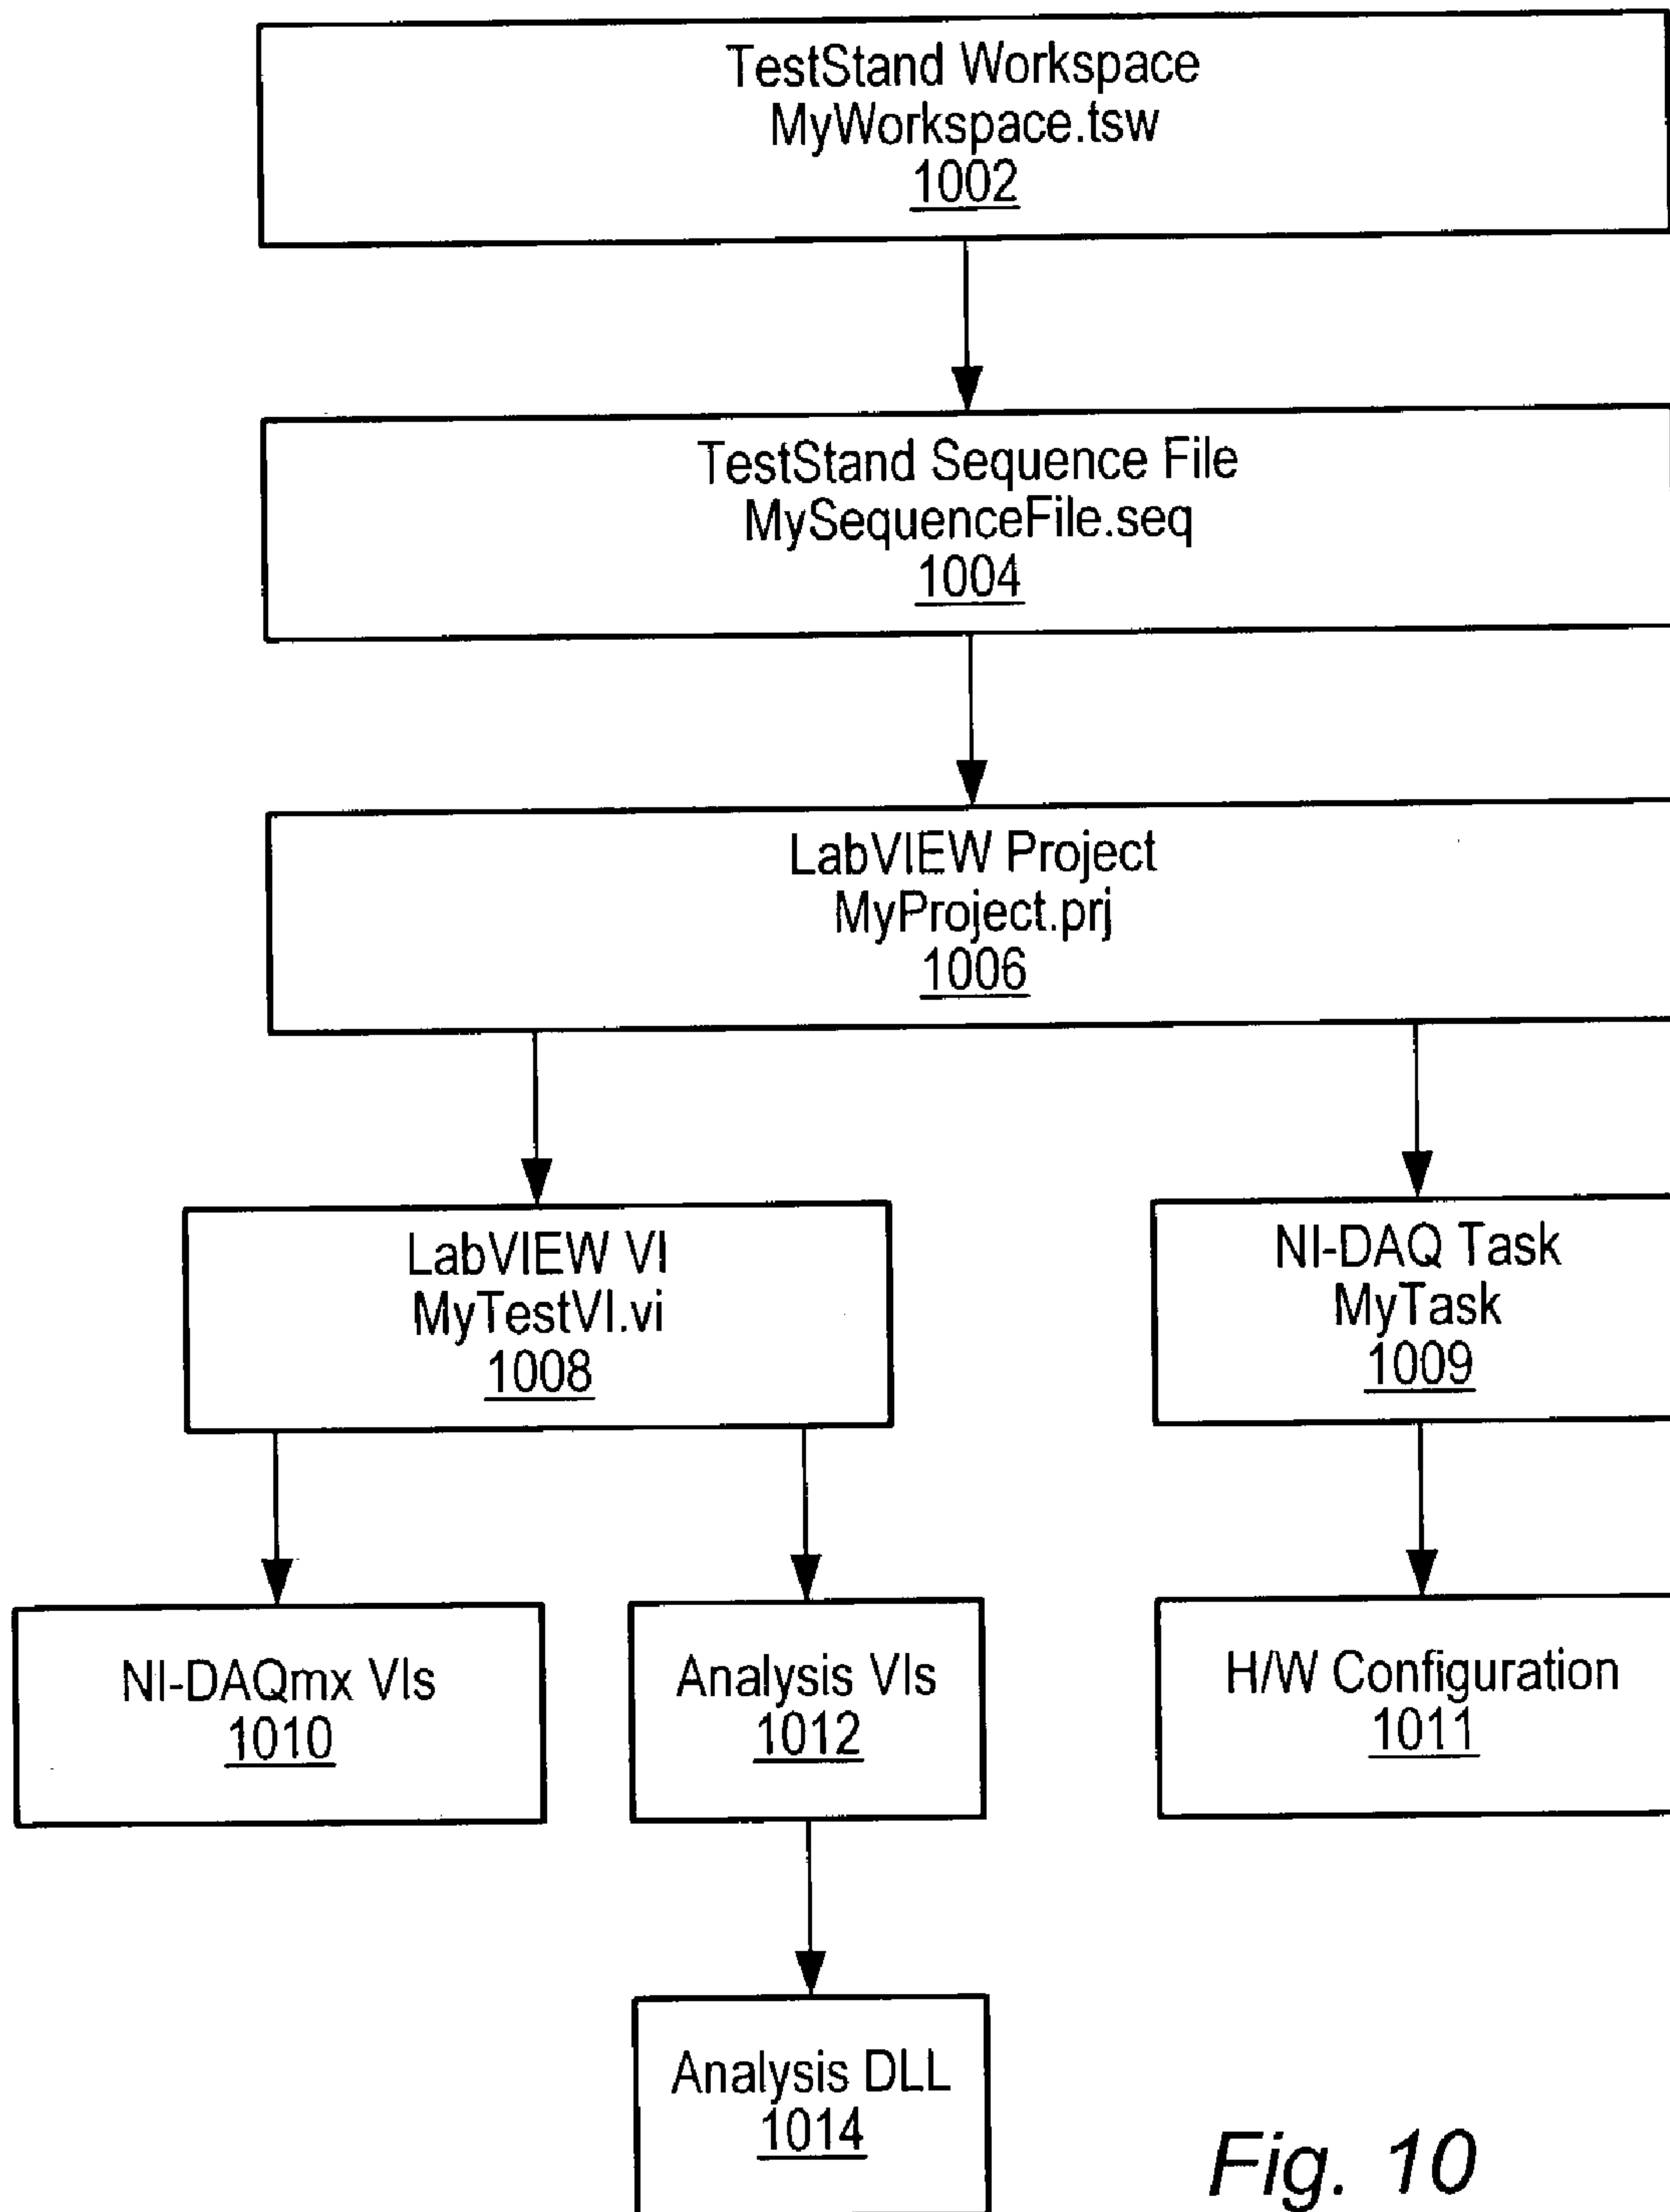 TestStand Workspace
MyWorkspace.tsw
1002
TestStand Sequence File
MySequenceFile.seq
1004
LabVIEW Project
MyProject.prj
1006
LabVIEW VI
MyTestVI.vi
1008
NI-DAQ Task
MyTask
1009
NI-DAQmx VIs
1010
Analysis VIs
1012
H/W Configuration
1011
Analysis DLL
1014
Fig. 10